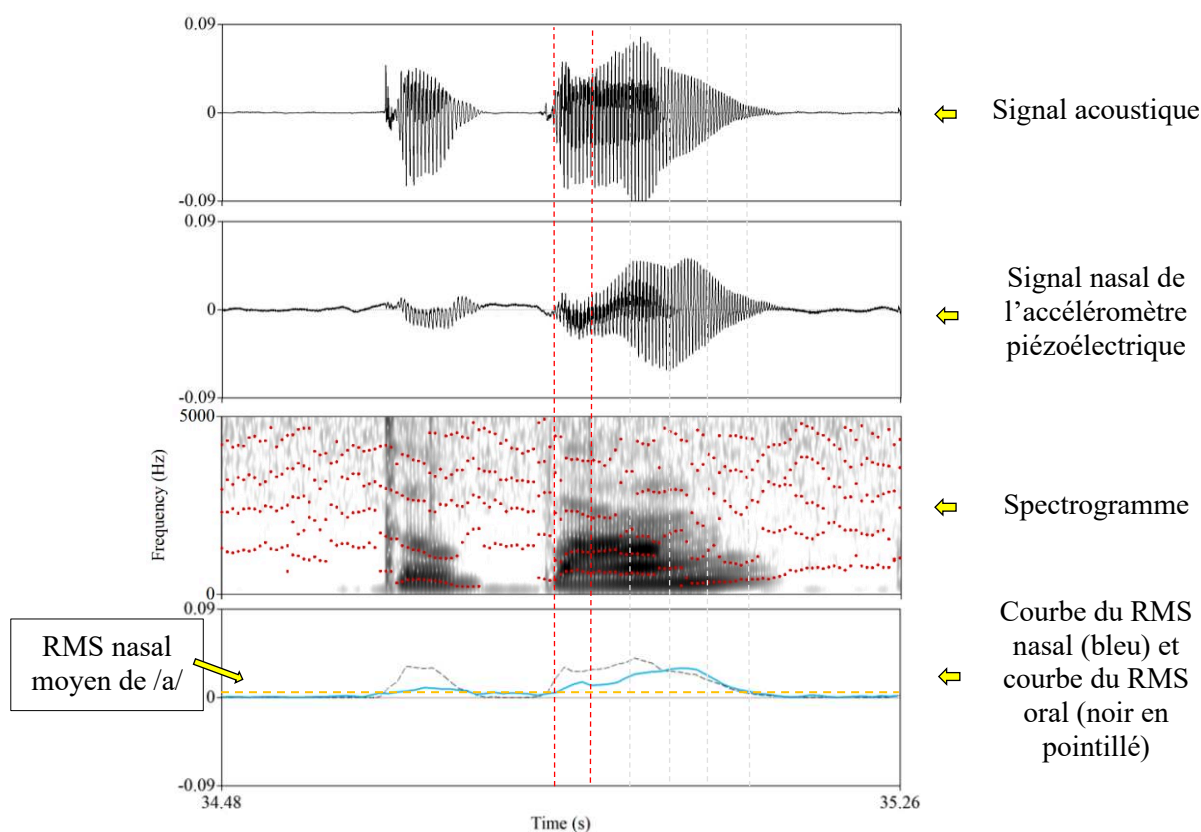 0.09
0
-0.09
Signal acoustique
0.09
0
-0.09
Signal nasal de
l’accéléromètre
piézoélectrique
5000
Frequency (Hz)
0
Spectrogramme
0.09
0
-0.09
RMS nasal
moyen de /a/
Courbe du RMS
nasal (bleu) et
courbe du RMS
oral (noir en
pointillé)
34.48
35.26
Time (s)